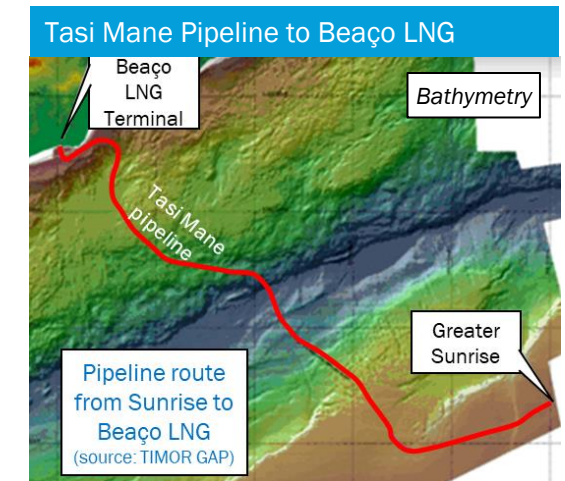 Tasi Mane Pipeline to Beaço LNG
Beaço
LNG
Terminal
Bathymetry
Tasi Mane
pipeline
Greater
Sunrise
Pipeline route
from Sunrise to
Beaço LNG
(source: TIMOR GAP)